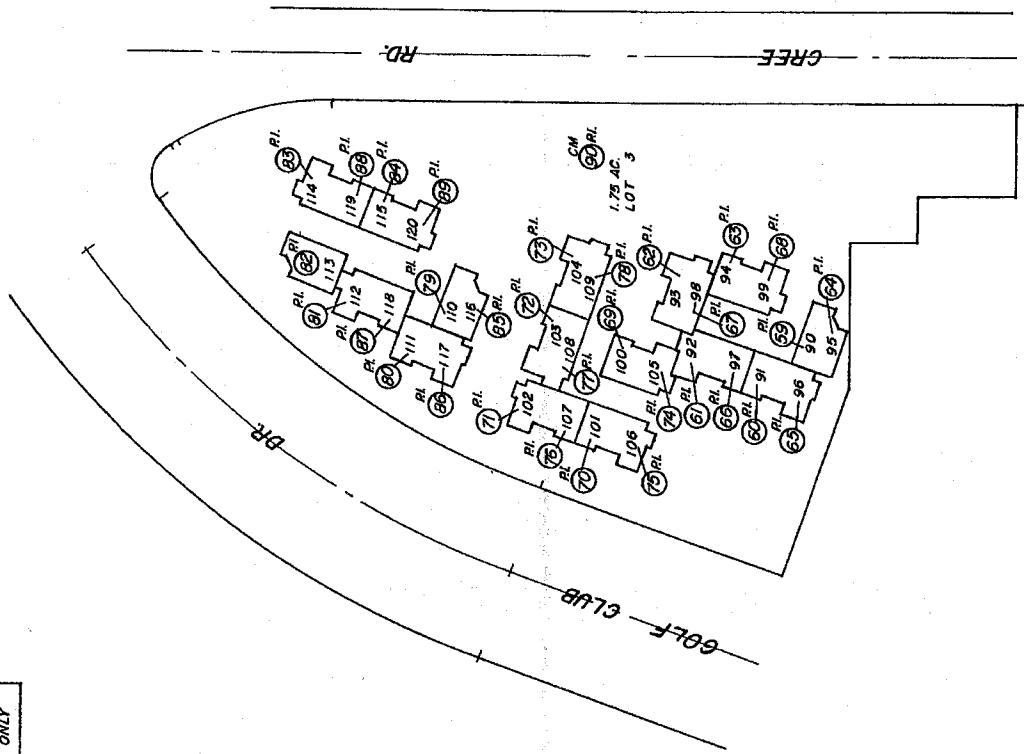 CREE RD.
GOLF CLUB DR.
ONLY
CM
90 P.I.
1.75 AC.
LOT 3
P.I.
83
114
119
88 P.I.
115
84 P.I.
120
89 P.I.
P.I.
82
113
P.I.
81
112
118
P.I.
87
P.I.
79
110
116
85 P.I.
P.I.
80
111
117
P.I.
86
P.I.
73
104
109
78 P.I.
P.I.
72
103
108
77 P.I.
P.I.
71
102
107
P.I.
76
101
P.I.
70
106
75 P.I.
69 P.I.
100
105
P.I.
74
62 P.I.
93
98
P.I.
67
63 P.I.
94
99
68 P.I.
92
P.I.
61
97
P.I.
66
91
P.I.
60
96
P.I.
65
P.I.
59
90
95
64 P.I.